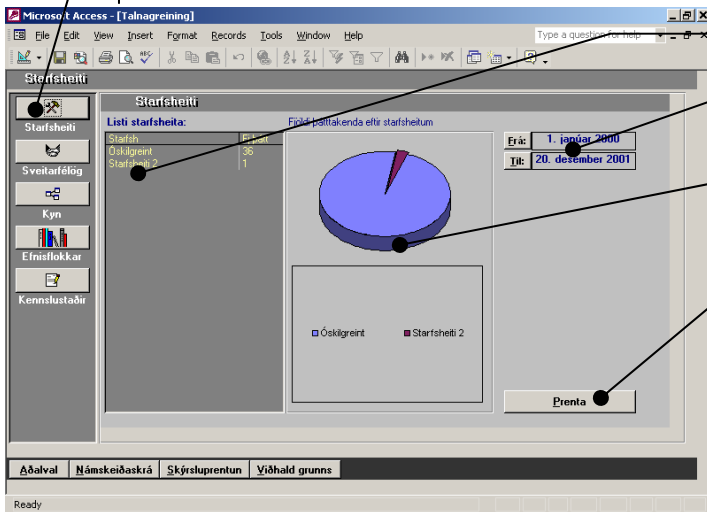 Microsoft Access - [Talnagreining]
File Edit View Insert Format Records Tools Window Help
Type a question for help
Starfsheiti
Starfsheiti
Sveitarfélög
Kyn
Efnisflokkar
Kennslustaðir
Starfsheiti
Listi starfsheita:
Starfsh Fj.þátt
Óskilgreint 36
Starfsheiti 2 1
Fjöldi þátttakenda eftir starfsheitum
Óskilgreint Starfsheiti 2
Frá: 1. janúar 2000
Til: 20. desember 2001
Prenta
Aðalval Námskeiðaskrá Skýrsluprentun Viðhald grunns
Ready